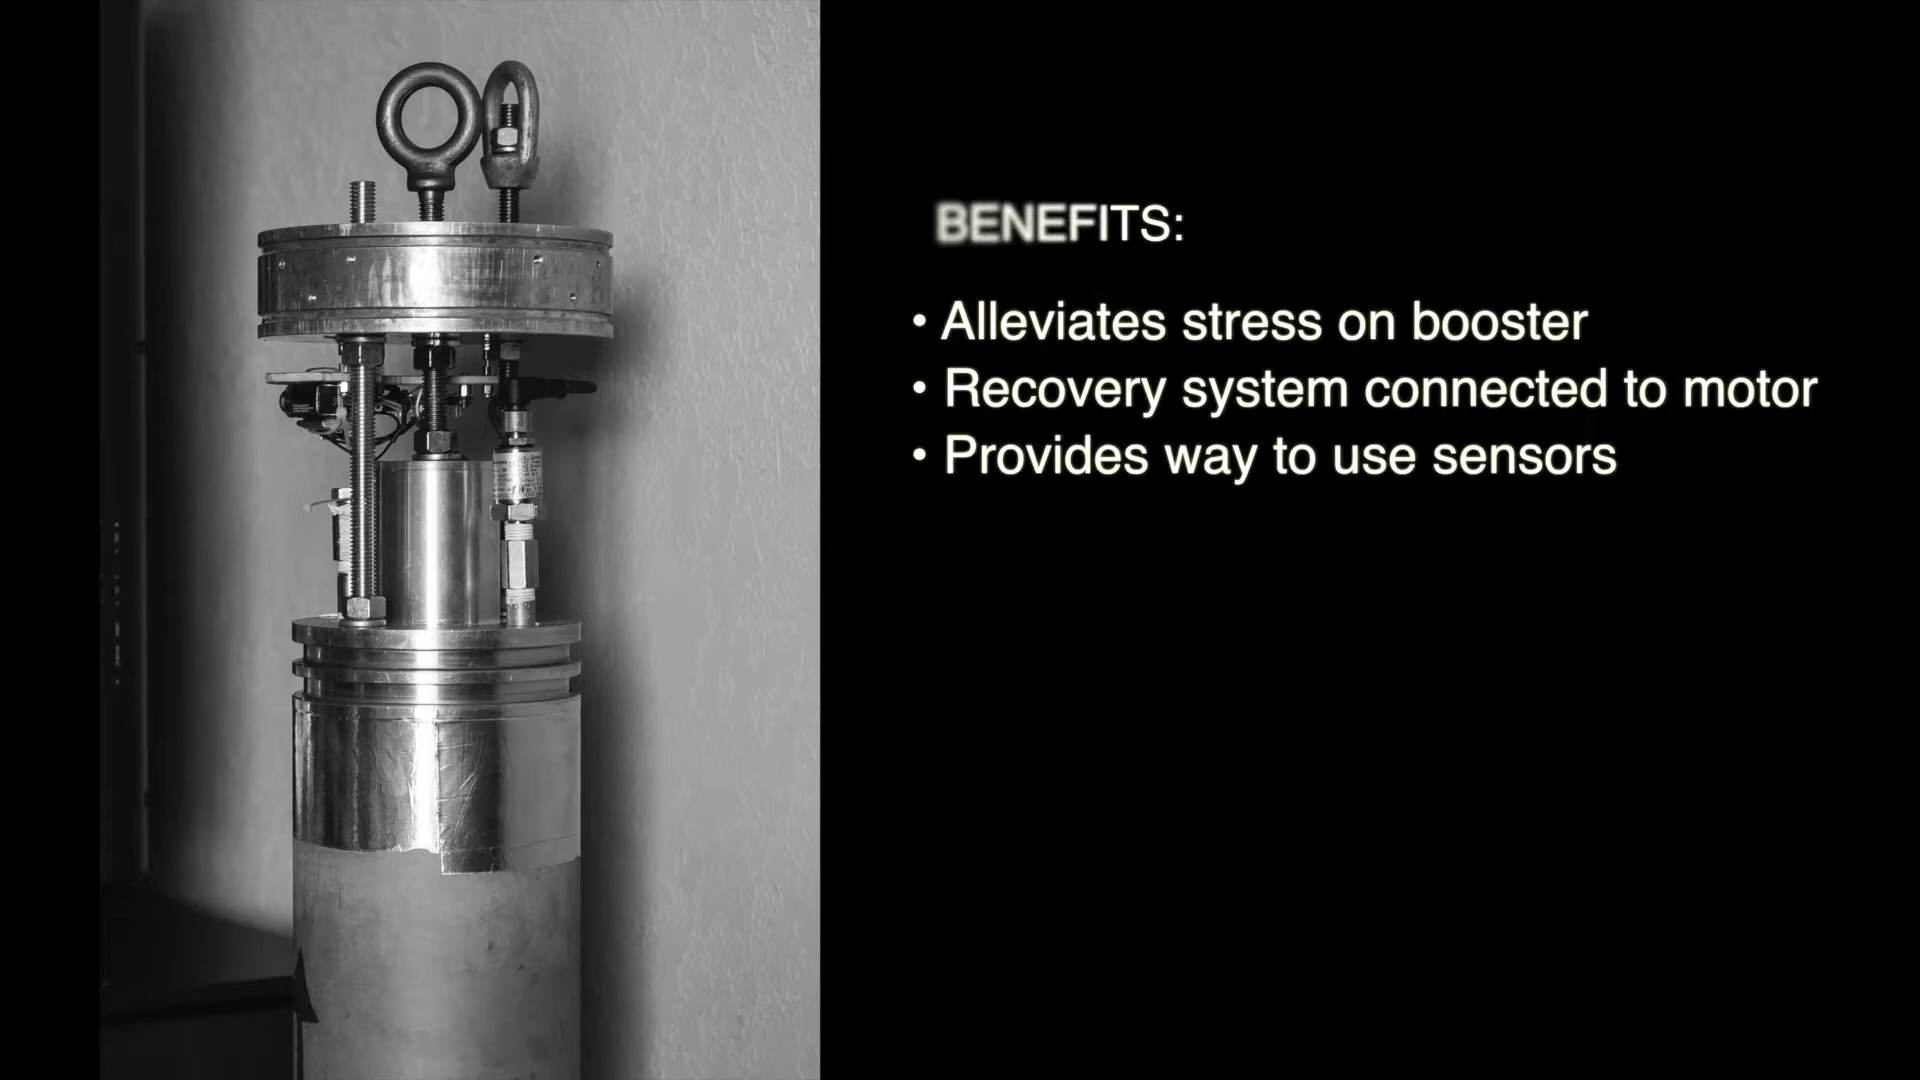 BENEFITS:
• Alleviates stress on booster
• Recovery system connected to motor
• Provides way to use sensors